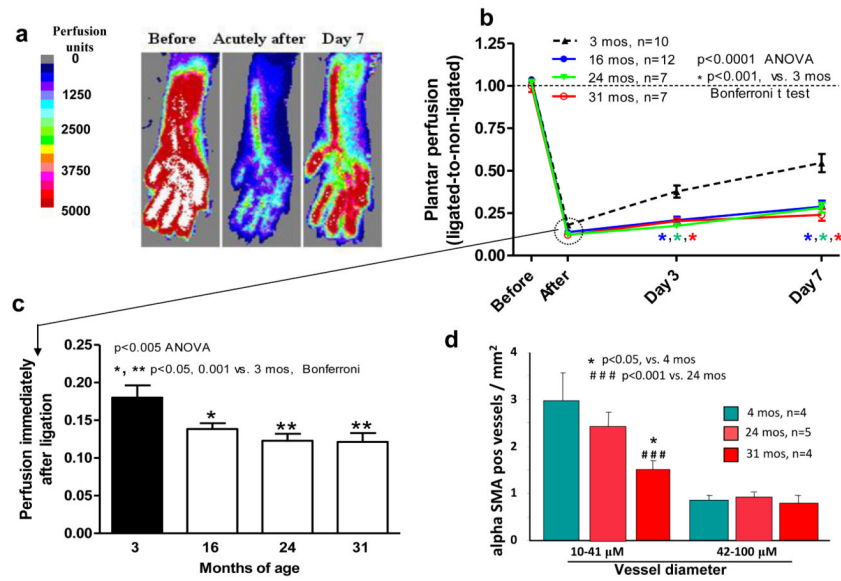 a
Perfusion
units
0
1250
2500
3750
5000
Before Acutely after Day 7
b
Plantar perfusion
(ligated-to-non-ligated)
1.25
1.00
0.75
0.50
0.25
0.00
3 mos, n=10
16 mos, n=12
24 mos, n=7
31 mos, n=7
p<0.0001 ANOVA
* p<0.001, vs. 3 mos
Bonferroni t test
*,*,*
*,*,*
Before
After
Day 3
Day 7
c
Perfusion immediately
after ligation
0.20
0.15
0.10
0.05
0.00
p<0.005 ANOVA
*, ** p<0.05, 0.001 vs. 3 mos, Bonferroni
*
**
**
3 16 24 31
Months of age
d
alpha SMA pos vessels / mm²
4
3
2
1
0
* p<0.05, vs. 4 mos
### p<0.001 vs. 24 mos
4 mos, n=4
24 mos, n=5
31 mos, n=4
*
###
10-41 μM 42-100 μM
Vessel diameter